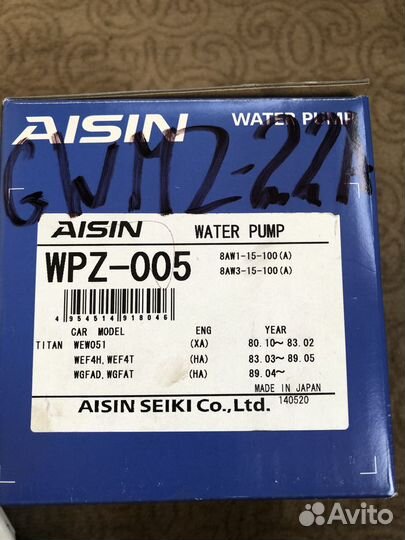 AISIN WATER PUMP
GWMZ-22A
AISIN WATER PUMP
WPZ-005
8AW1-15-100(A)
8AW3-15-100(A)
4 954514 918046
CAR MODEL ENG YEAR
TITAN WEW051 (XA) 80.10~ 83.02
WEF4H, WEF4T (HA) 83.03~ 89.05
WGFAD, WGFAT (HA) 89.04~
MADE IN JAPAN
AISIN SEIKI Co., Ltd. 140520
Avito